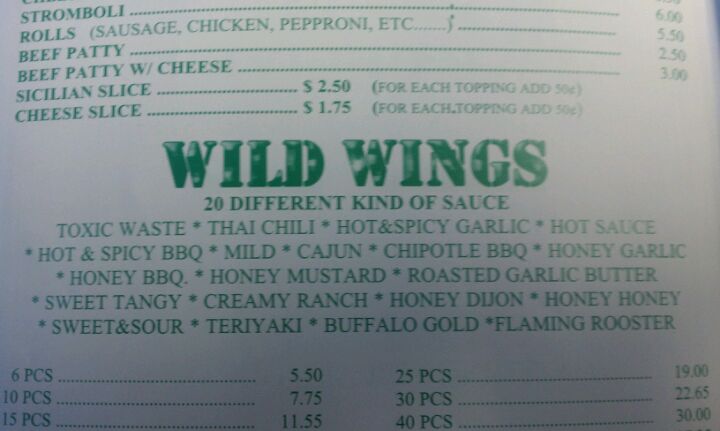 STROMBOLI ........ 6.00
ROLLS (SAUSAGE, CHICKEN, PEPPRONI, ETC.......) ........ 5.50
BEEF PATTY ........ 2.50
BEEF PATTY W/ CHEESE ........ 3.00
SICILIAN SLICE ........ $ 2.50 (FOR EACH TOPPING ADD 50¢)
CHEESE SLICE ........ $ 1.75 (FOR EACH.TOPPING ADD 50¢)
WILD WINGS
20 DIFFERENT KIND OF SAUCE
TOXIC WASTE * THAI CHILI * HOT&SPICY GARLIC * HOT SAUCE
* HOT & SPICY BBQ * MILD * CAJUN * CHIPOTLE BBQ * HONEY GARLIC
* HONEY BBQ. * HONEY MUSTARD * ROASTED GARLIC BUTTER
* SWEET TANGY * CREAMY RANCH * HONEY DIJON * HONEY HONEY
* SWEET&SOUR * TERIYAKI * BUFFALO GOLD *FLAMING ROOSTER
6 PCS ........ 5.50 25 PCS ........ 19.00
10 PCS ........ 7.75 30 PCS ........ 22.65
15 PCS ........ 11.55 40 PCS ........ 30.00